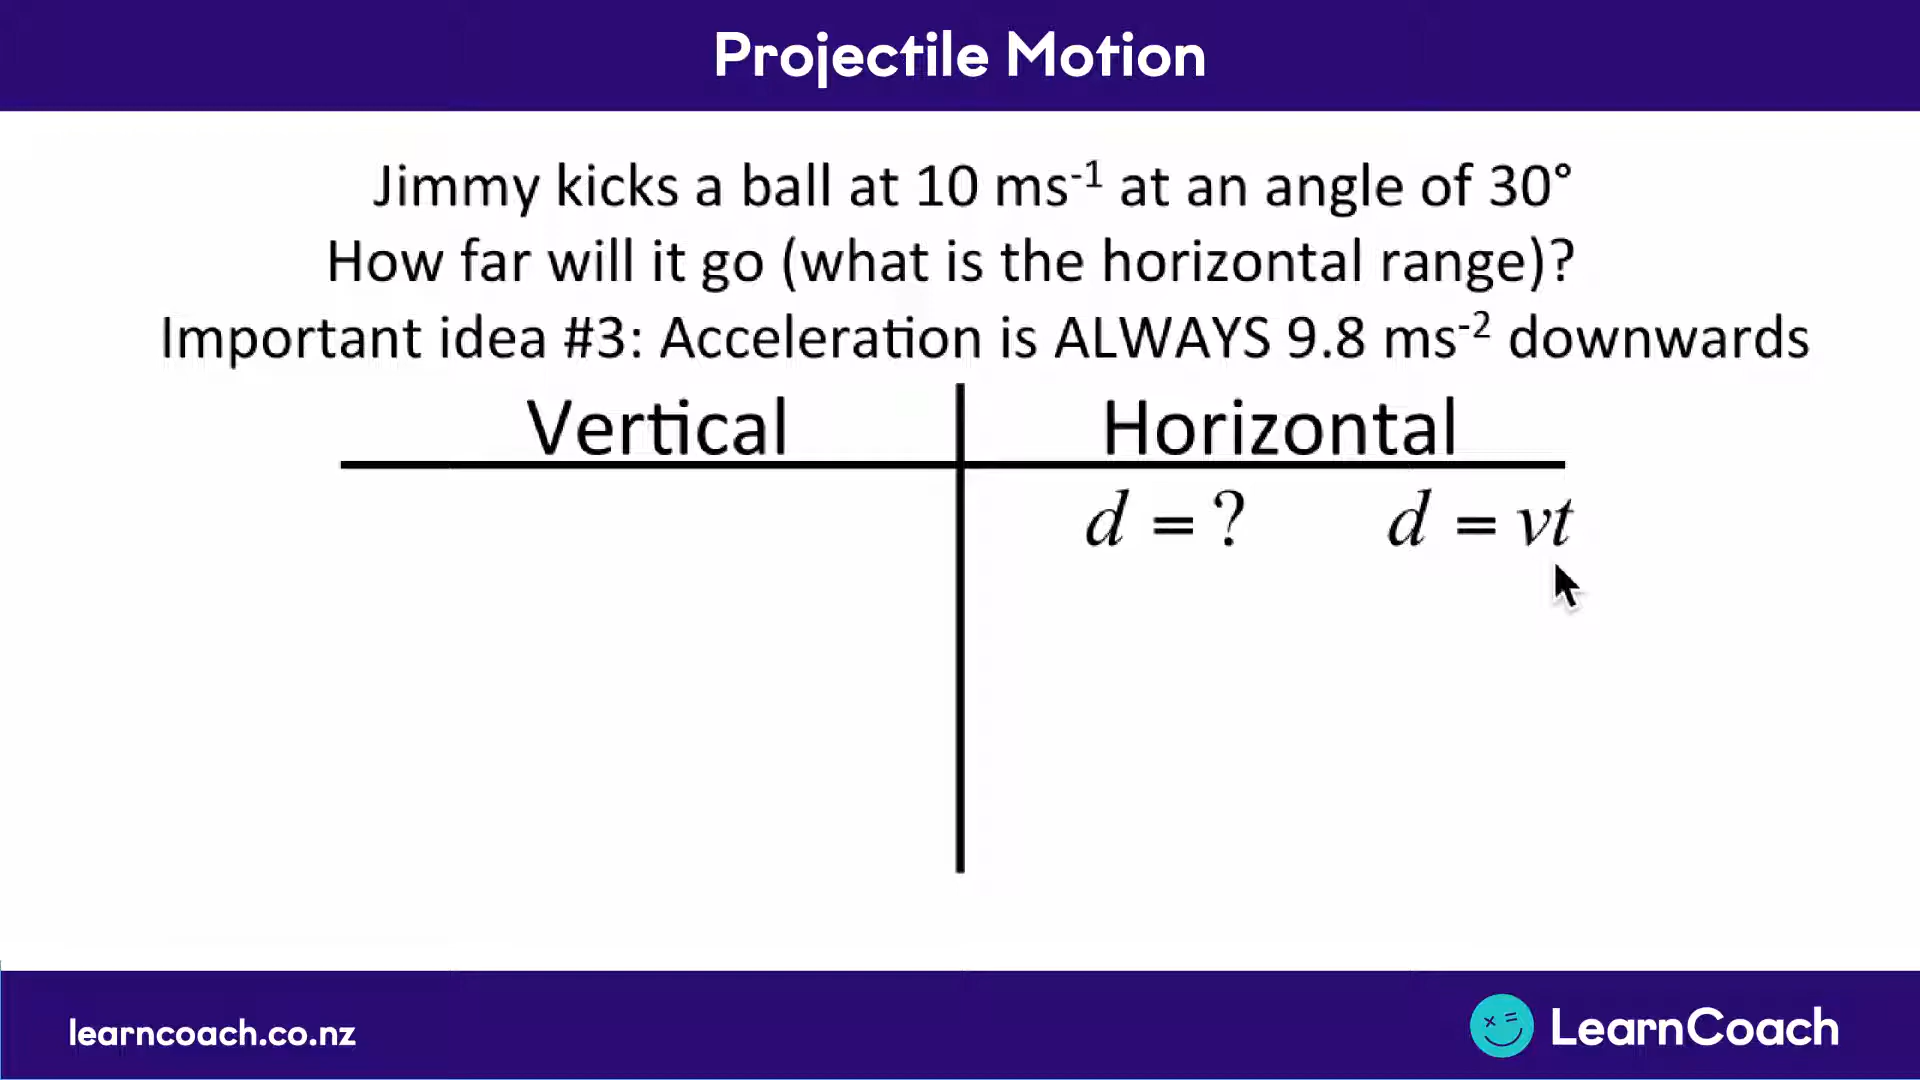 Projectile Motion
Jimmy kicks a ball at 10 ms⁻¹ at an angle of 30°
How far will it go (what is the horizontal range)?
Important idea #3: Acceleration is ALWAYS 9.8 ms⁻² downwards
Vertical Horizontal
d = ? d = vt
learncoach.co.nz LearnCoach